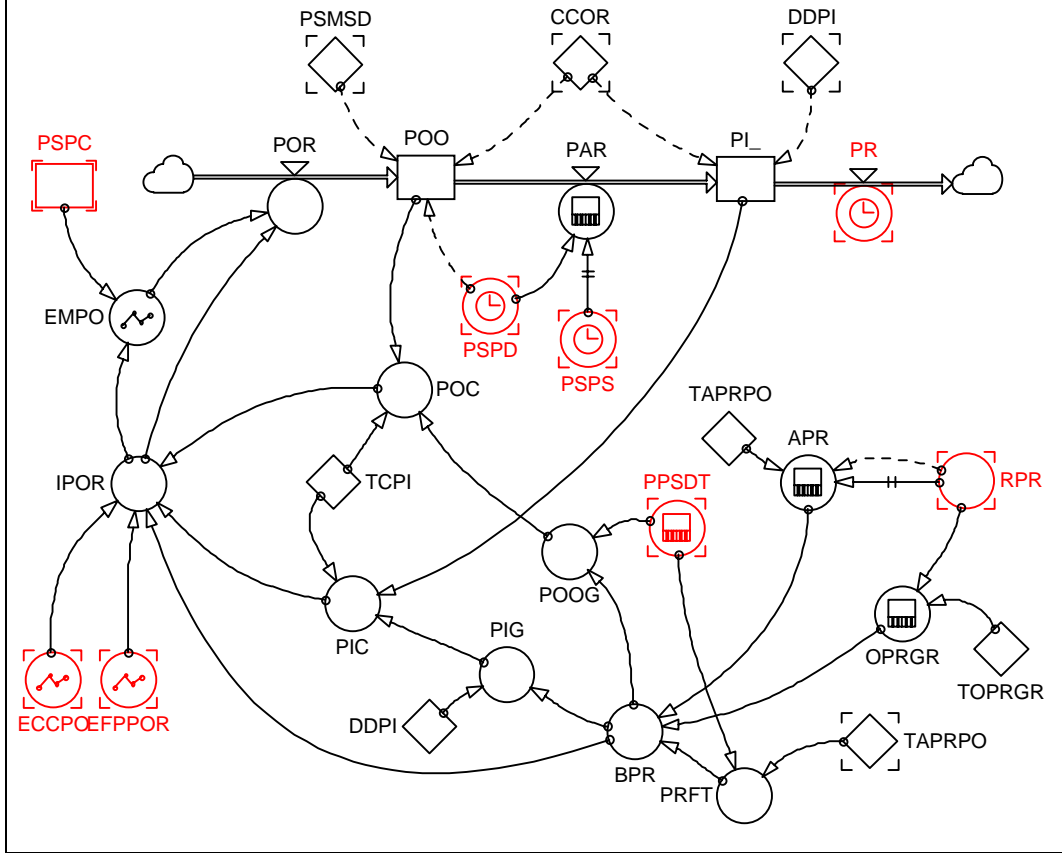 PSMSD
CCOR
DDPI
PSPC
POR
POO
PAR
PI_
PR
EMPO
PSPD
PSPS
POC
TAPRPO
APR
IPOR
TCPI
PPSDT
RPR
POOG
PIC
PIG
OPRGR
TOPRGR
ECCPO
EFPPOR
DDPI
BPR
TAPRPO
PRFT